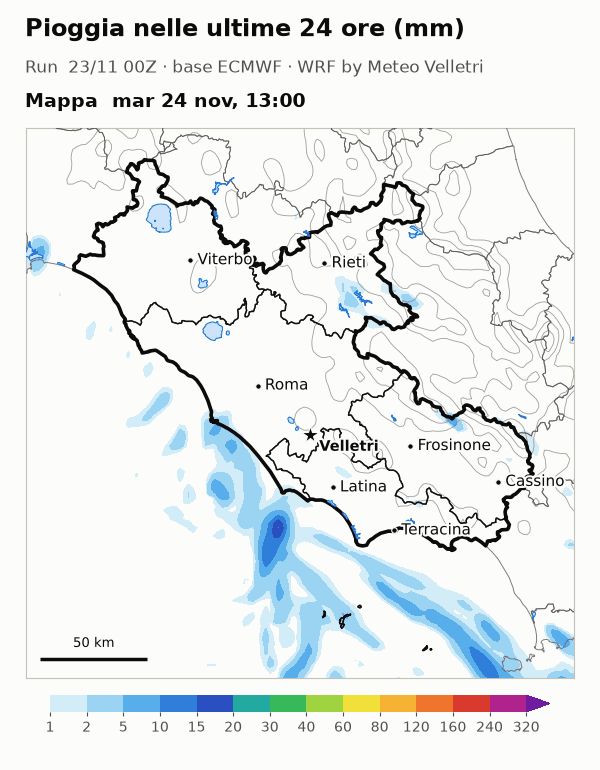 Pioggia nelle ultime 24 ore (mm)
Run  23/11 00Z · base ECMWF · WRF by Meteo Velletri
Mappa  mar 24 nov, 13:00
Viterbo
Rieti
Roma
Velletri
Frosinone
Cassino
Latina
Terracina
50 km
1 2 5 10 15 20 30 40 60 80 120 160 240 320